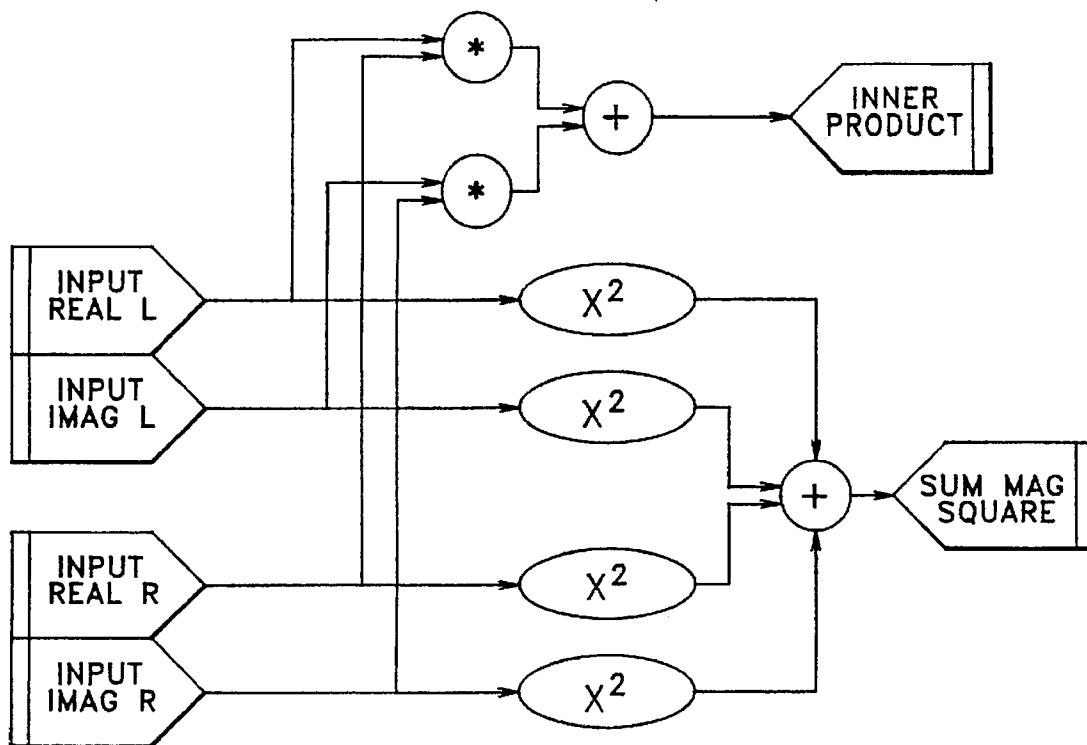 *
INNER
PRODUCT
+
*
INPUT
REAL L
X²
INPUT
IMAG L
X²
+
SUM MAG
SQUARE
INPUT
REAL R
X²
INPUT
IMAG R
X²